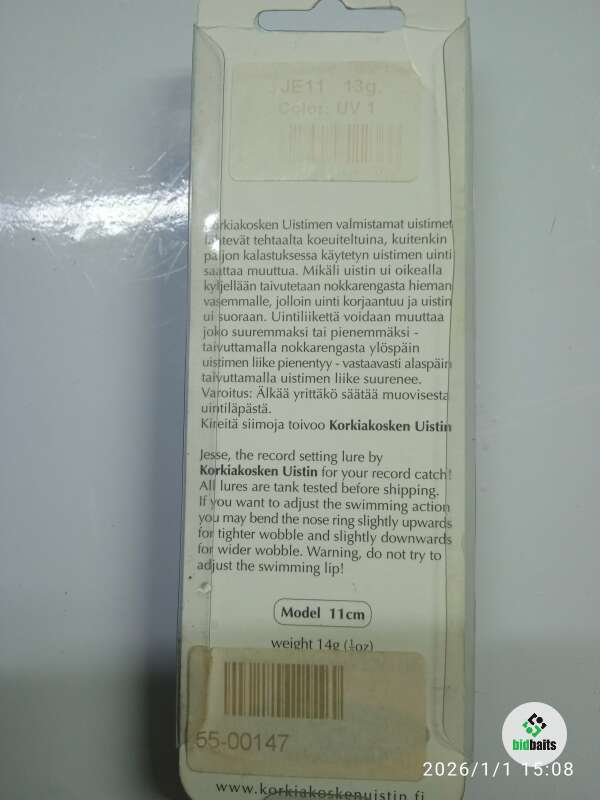 JE11 13g.
Color: UV 1
Korkiakosken Uistimen valmistamat uistimet
lähtevät tehtaalta koeuiteltuina, kuitenkin
paljon kalastuksessa käytetyn uistimen uinti
saattaa muuttua. Mikäli uistin ui oikealla
kyljellään taivutetaan nokkarengasta hieman
vasemmalle, jolloin uinti korjaantuu ja uistin
ui suoraan. Uintiliikettä voidaan muuttaa
joko suuremmaksi tai pienemmäksi -
taivuttamalla nokkarengasta ylöspäin
uistimen liike pienentyy - vastaavasti alaspäin
taivuttamalla uistimen liike suurenee.
Varoitus: Älkää yrittäkö säätää muovisesta
uintiläpästä.
Kireitä siimoja toivoo Korkiakosken Uistin
Jesse, the record setting lure by
Korkiakosken Uistin for your record catch!
All lures are tank tested before shipping.
If you want to adjust the swimming action
you may bend the nose ring slightly upwards
for tighter wobble and slightly downwards
for wider wobble. Warning, do not try to
adjust the swimming lip!
Model 11cm
weight 14g (½oz)
55-00147
www.korkiakoskenuistin.fi
bidbaits
2026/1/1 15:08